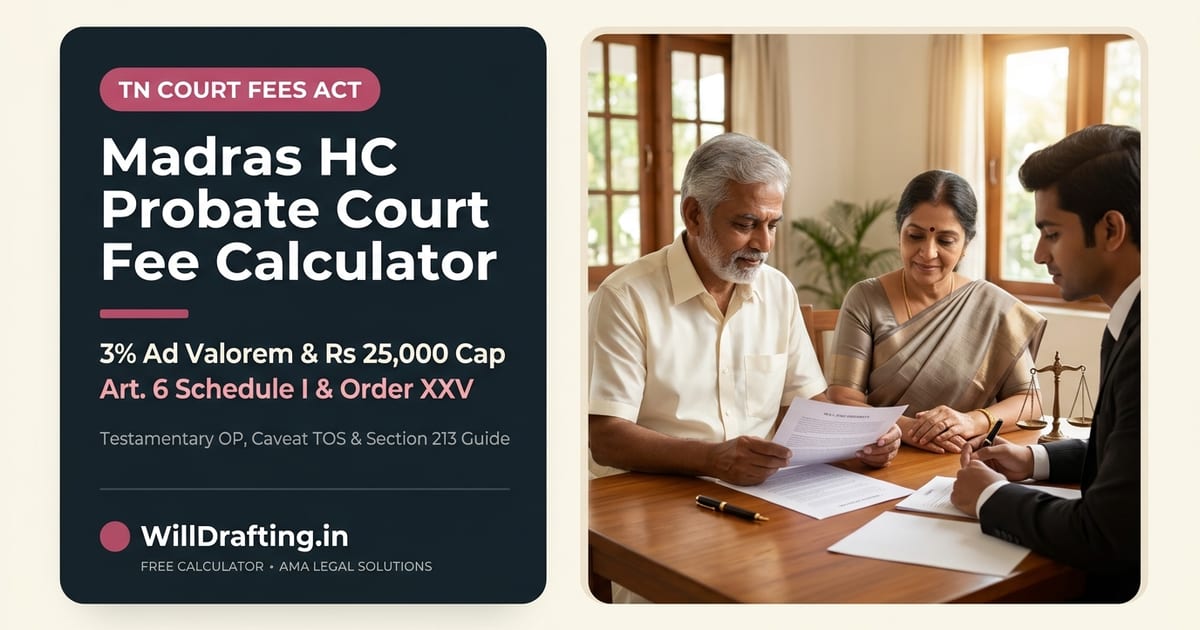 TN COURT FEES ACT
Madras HC
Probate Court
Fee Calculator
3% Ad Valorem & Rs 25,000 Cap
Art. 6 Schedule I & Order XXV
Testamentary OP, Caveat TOS & Section 213 Guide
WillDrafting.in
FREE CALCULATOR • AMA LEGAL SOLUTIONS